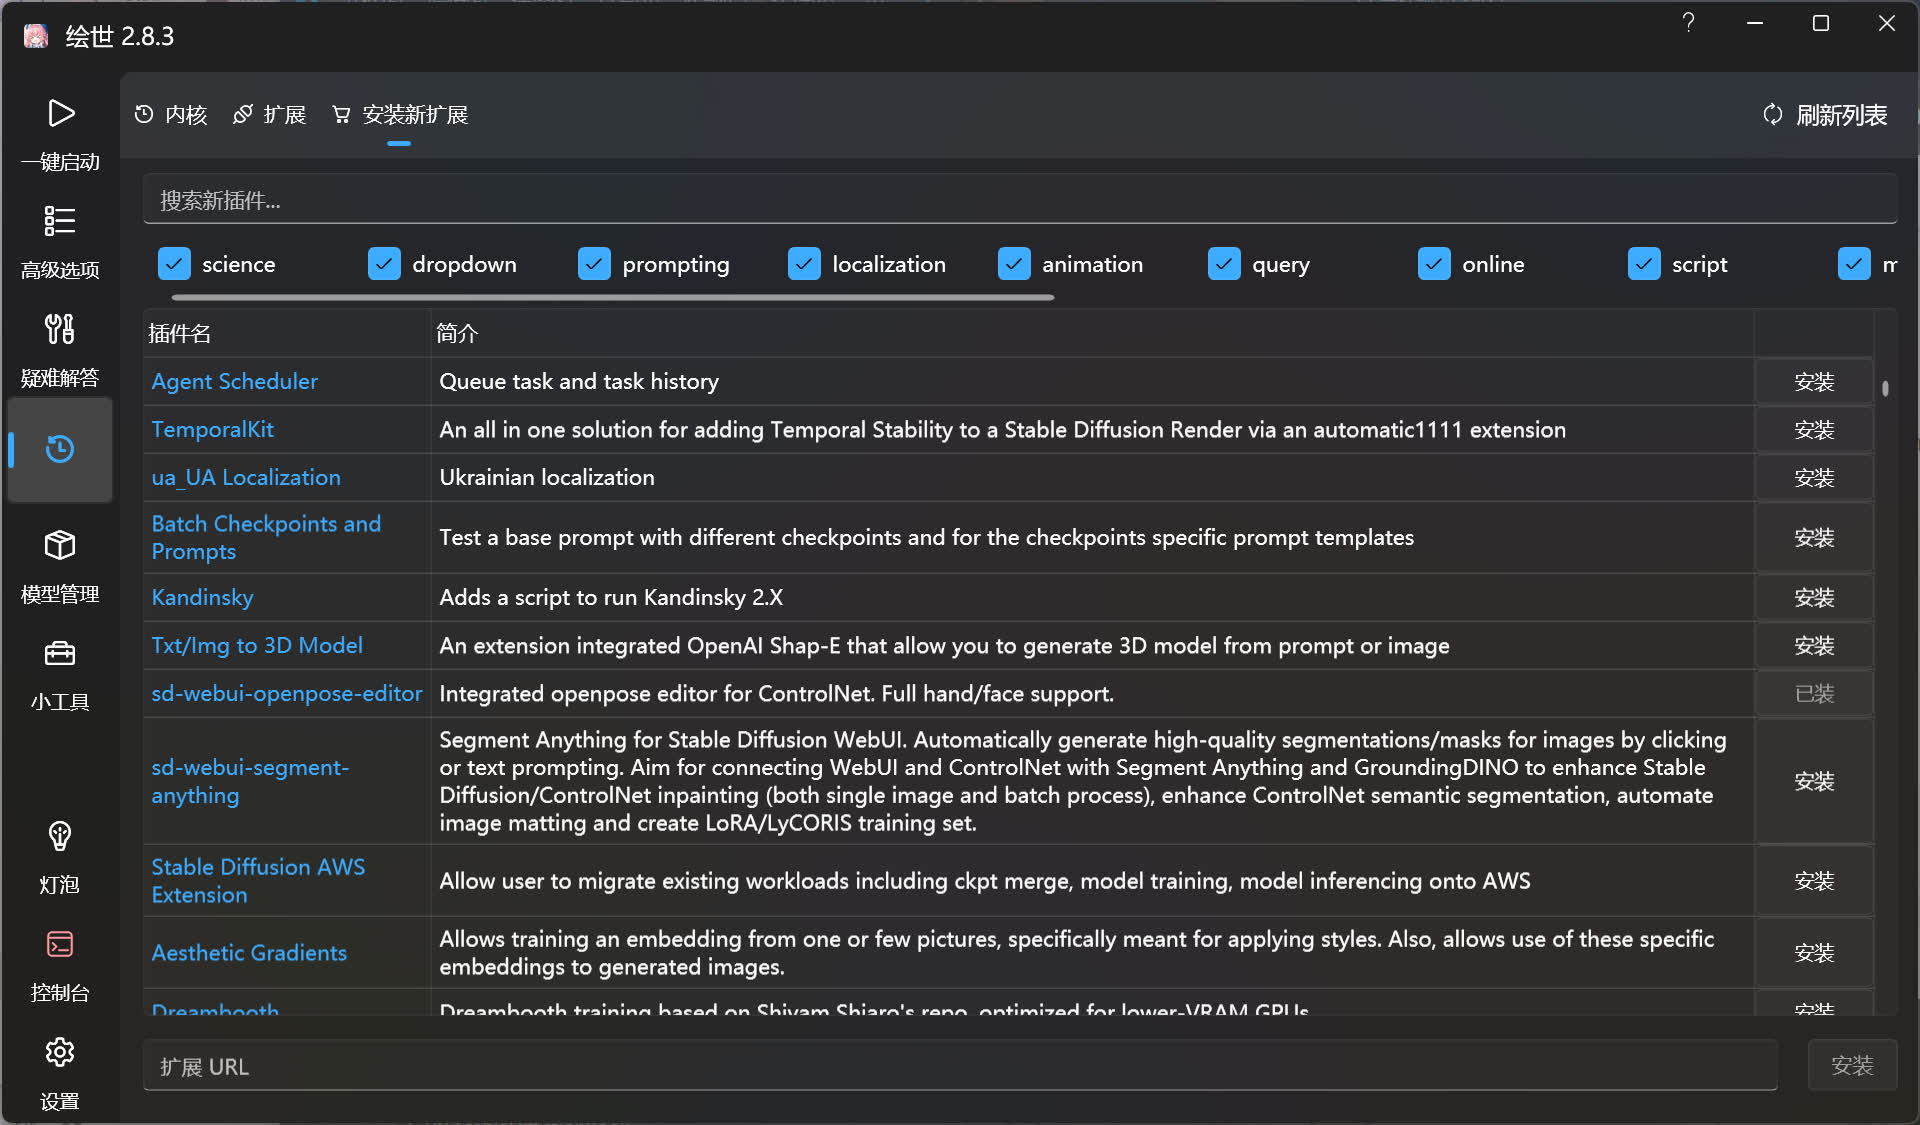 绘世 2.8.3
一键启动
高级选项
疑难解答
模型管理
小工具
灯泡
控制台
设置
内核
扩展
安装新扩展
刷新列表
搜索新插件...
science
dropdown
prompting
localization
animation
query
online
script
m
插件名
简介
Agent Scheduler
Queue task and task history
安装
TemporalKit
An all in one solution for adding Temporal Stability to a Stable Diffusion Render via an automatic1111 extension
安装
ua_UA Localization
Ukrainian localization
安装
Batch Checkpoints and
Prompts
Test a base prompt with different checkpoints and for the checkpoints specific prompt templates
安装
Kandinsky
Adds a script to run Kandinsky 2.X
安装
Txt/Img to 3D Model
An extension integrated OpenAI Shap-E that allow you to generate 3D model from prompt or image
安装
sd-webui-openpose-editor
Integrated openpose editor for ControlNet. Full hand/face support.
已装
sd-webui-segment-
anything
Segment Anything for Stable Diffusion WebUI. Automatically generate high-quality segmentations/masks for images by clicking
or text prompting. Aim for connecting WebUI and ControlNet with Segment Anything and GroundingDINO to enhance Stable
Diffusion/ControlNet inpainting (both single image and batch process), enhance ControlNet semantic segmentation, automate
image matting and create LoRA/LyCORIS training set.
安装
Stable Diffusion AWS
Extension
Allow user to migrate existing workloads including ckpt merge, model training, model inferencing onto AWS
安装
Aesthetic Gradients
Allows training an embedding from one or few pictures, specifically meant for applying styles. Also, allows use of these specific
embeddings to generated images.
安装
Dreambooth
Dreambooth training based on Shivam Shiaro's repo, optimized for lower-VRAM GPUs
安装
扩展 URL
安装